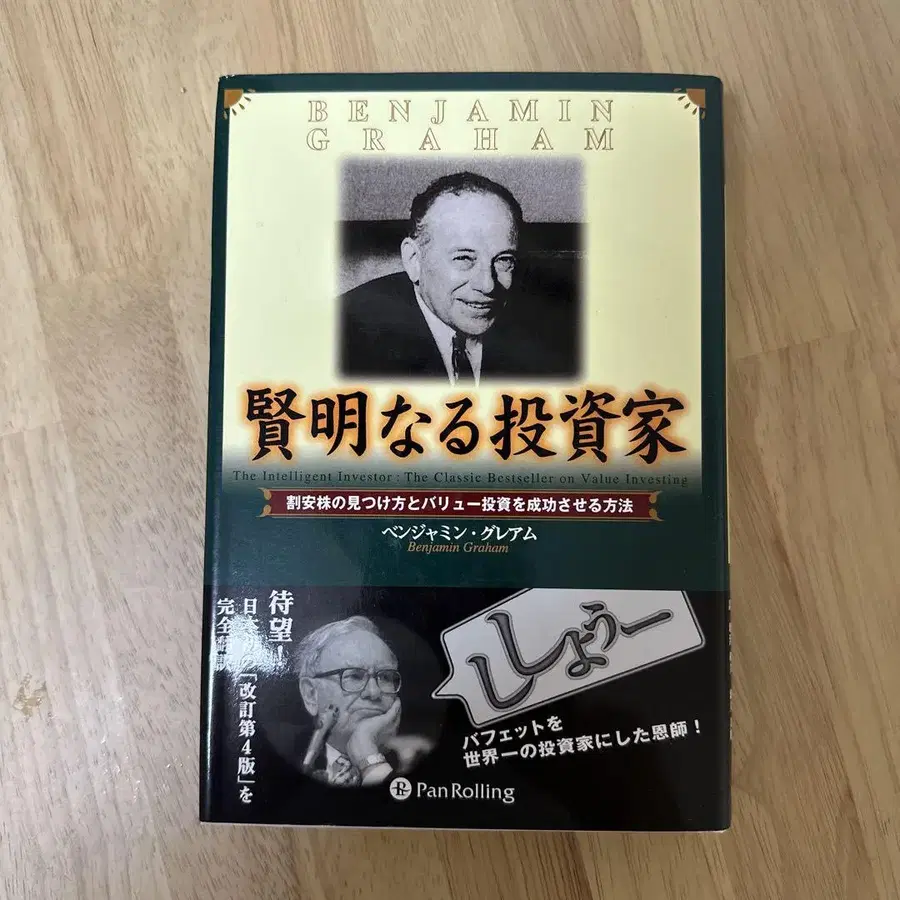 BENJAMIN
GRAHAM
賢明なる投資家
The Intelligent Investor : The Classic Bestseller on Value Investing
割安株の見つけ方とバリュー投資を成功させる方法
ベンジャミン・グレアム
Benjamin Graham
待望!
「改訂第4版」を
完全
ししょうー
バフェットを
世界一の投資家にした恩師!
PanRolling